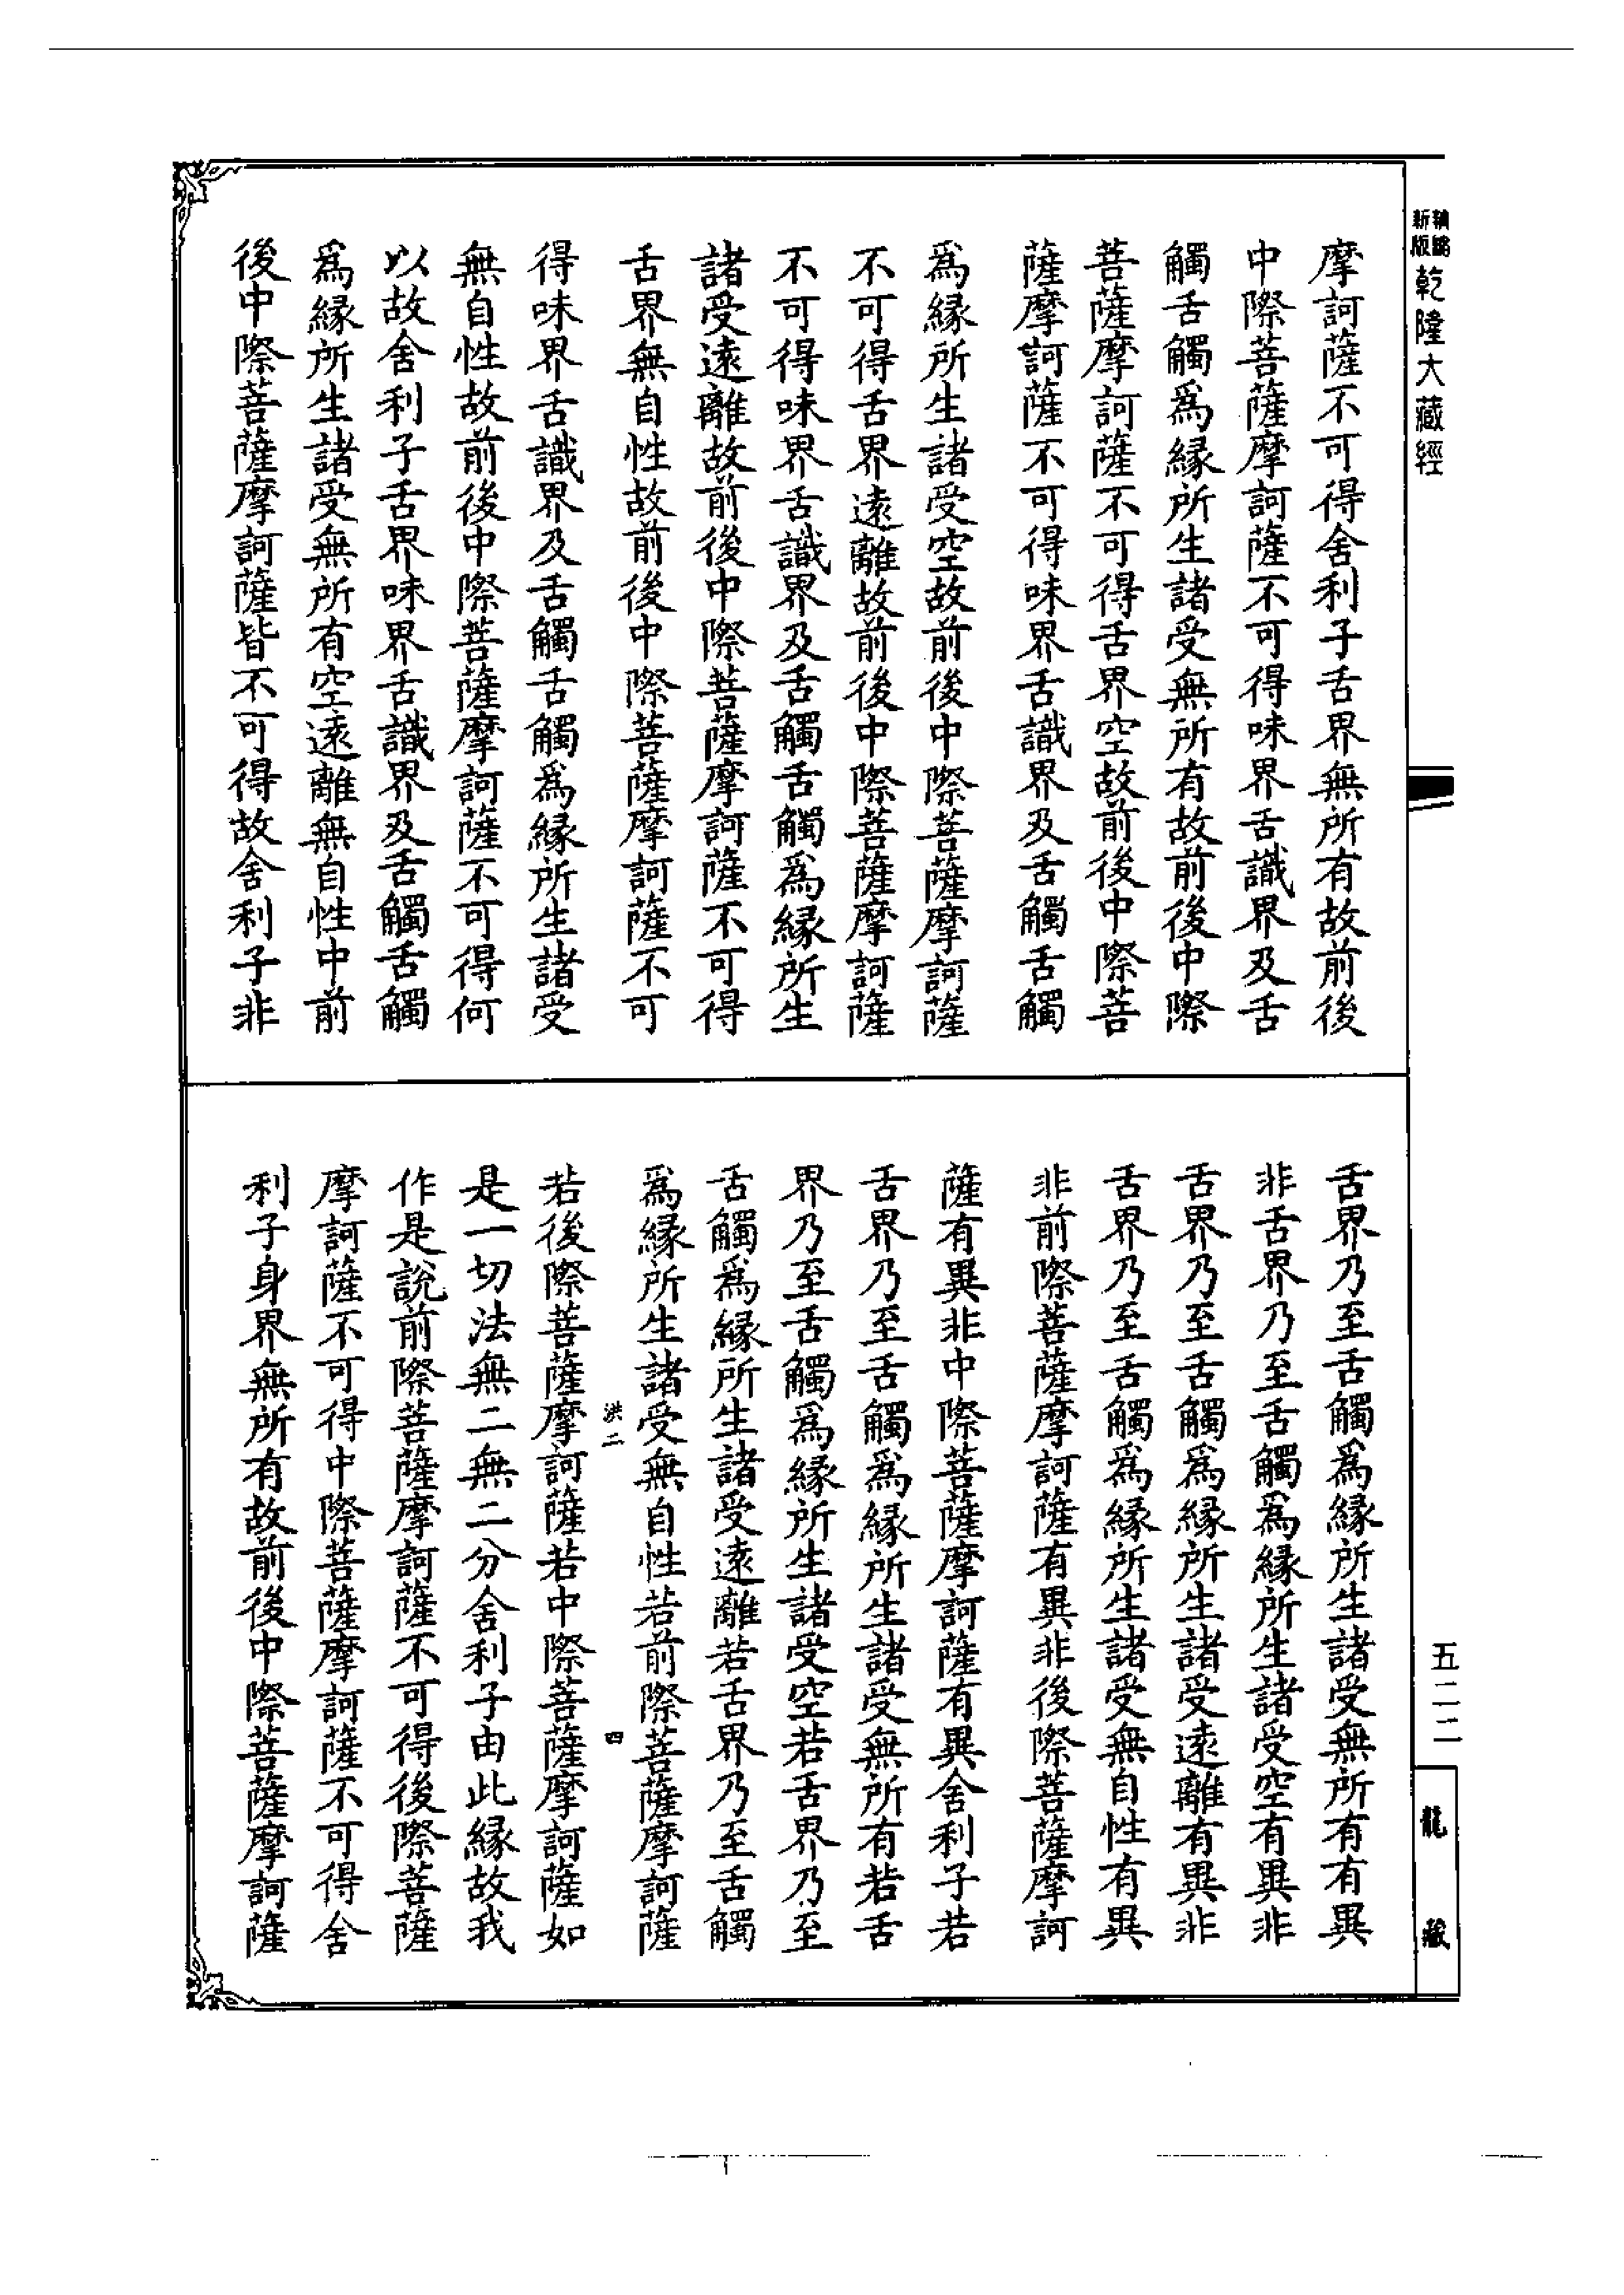 新編縮版乾隆大藏經
摩訶薩不可得舍利子舌界無所有故前後
中際菩薩摩訶薩不可得味界舌識界及舌
觸舌觸爲緣所生諸受無所有故前後中際
菩薩摩訶薩不可得舌界空故前後中際菩
薩摩訶薩不可得味界舌識界及舌觸舌觸
爲緣所生諸受空故前後中際菩薩摩訶薩
不可得舌界遠離故前後中際菩薩摩訶薩
不可得味界舌識界及舌觸舌觸爲緣所生
諸受遠離故前後中際菩薩摩訶薩不可得
舌界無自性故前後中際菩薩摩訶薩不可
得味界舌識界及舌觸舌觸爲緣所生諸受
無自性故前後中際菩薩摩訶薩不可得何
以故舍利子舌界味界舌識界及舌觸舌觸
爲緣所生諸受無所有空遠離無自性中前
後中際菩薩摩訶薩皆不可得故舍利子非
舌界乃至舌觸爲緣所生諸受無所有有異
非舌界乃至舌觸爲緣所生諸受空有異非
舌界乃至舌觸爲緣所生諸受遠離有異非
舌界乃至舌觸爲緣所生諸受無自性有異
非前際菩薩摩訶薩有異非後際菩薩摩訶
薩有異非中際菩薩摩訶薩有異舍利子若
舌界乃至舌觸爲緣所生諸受無所有若舌
界乃至舌觸爲緣所生諸受空若舌界乃至
舌觸爲緣所生諸受遠離若舌界乃至舌觸
爲緣所生諸受無自性若前際菩薩摩訶薩
洪二 四
若後際菩薩摩訶薩若中際菩薩摩訶薩如
是一切法無二無二分舍利子由此緣故我
作是說前際菩薩摩訶薩不可得後際菩薩
摩訶薩不可得中際菩薩摩訶薩不可得舍
利子身界無所有故前後中際菩薩摩訶薩
五二二
龍藏